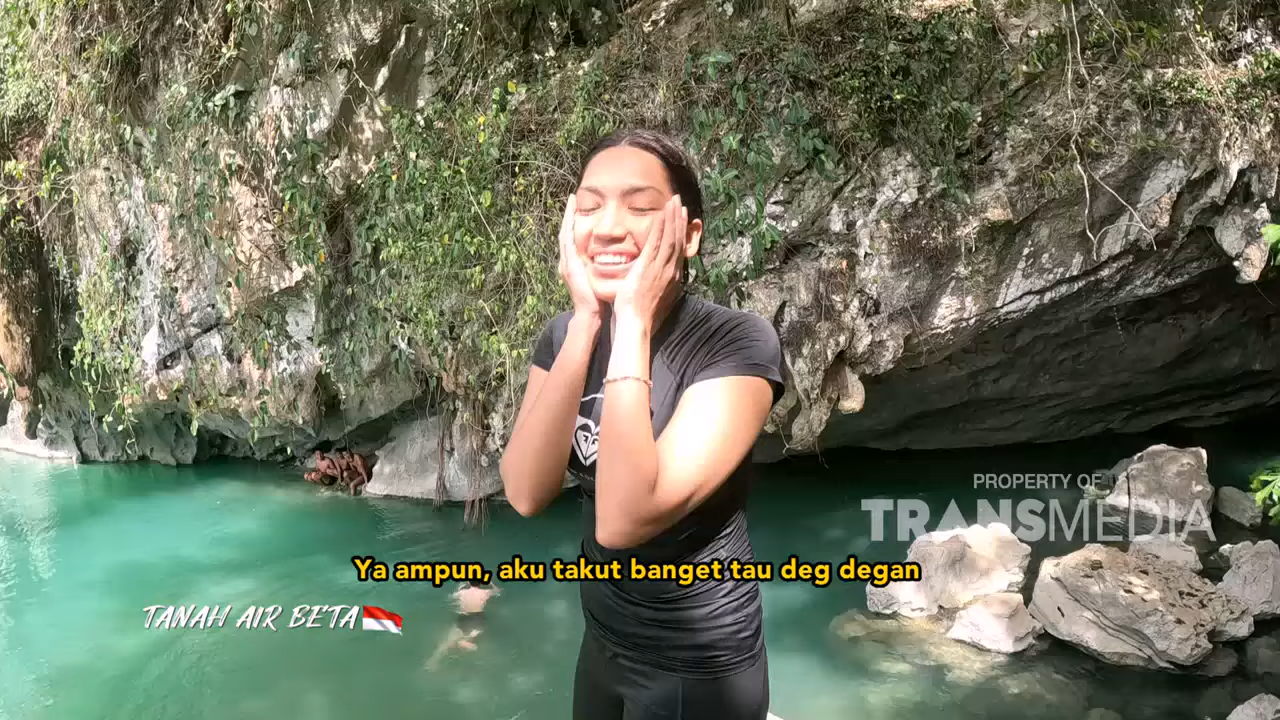 PROPERTY OF
TRANSMEDIA
Ya ampun, aku takut banget tau deg degan
TANAH AIR BETA